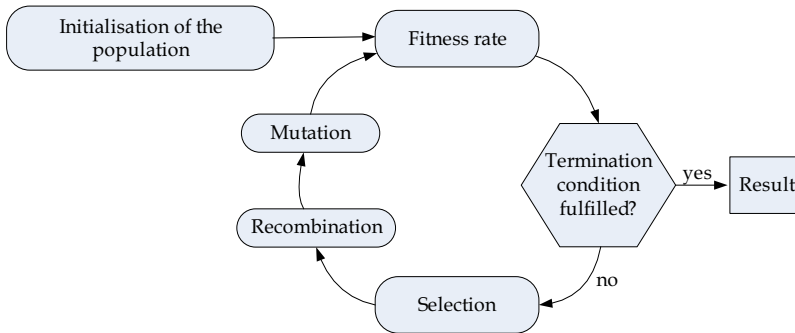 Initialisation of the
population
Fitness rate
Mutation
Termination
condition
fulfilled?
yes
Result
Recombination
no
Selection